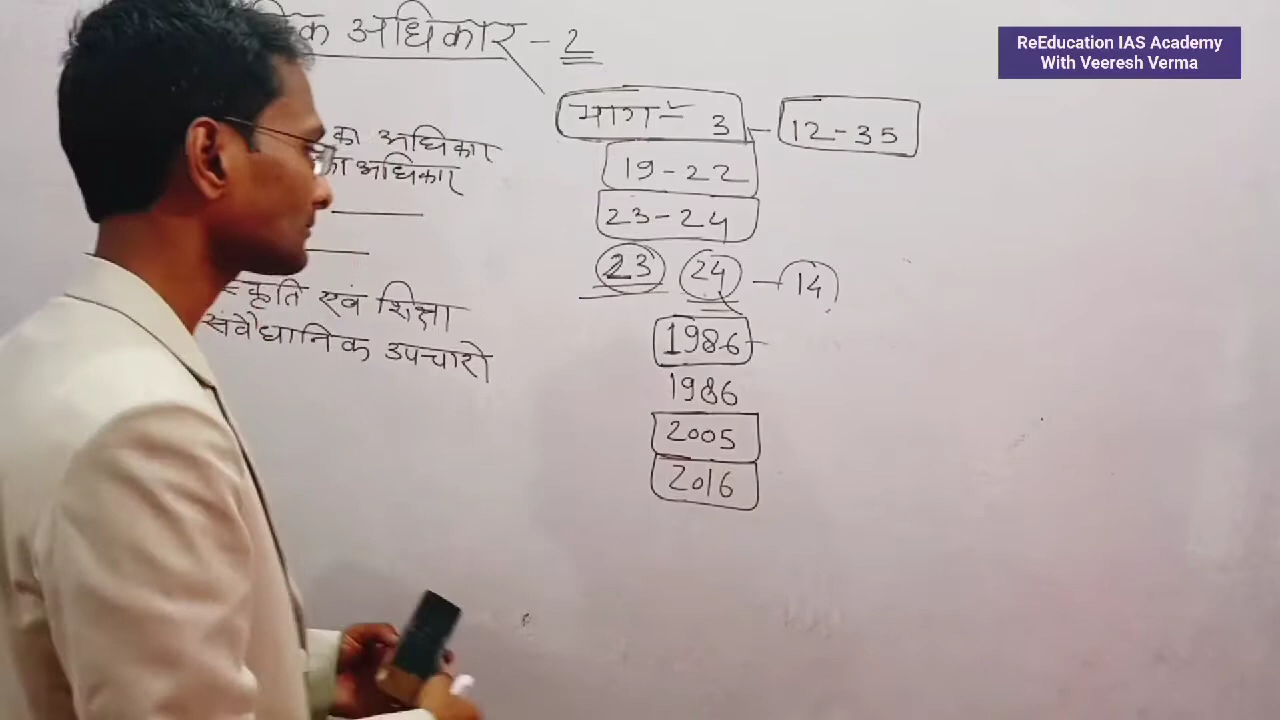 ReEducation IAS Academy
With Veeresh Verma
अधिकार - 2
भाग - 3 - 12-35
का अधिकार
का अधिकार
19-22
23-24
23 24 - 14
एवं शिक्षा
संवैधानिक उपचारो
1986
1986
2005
2016